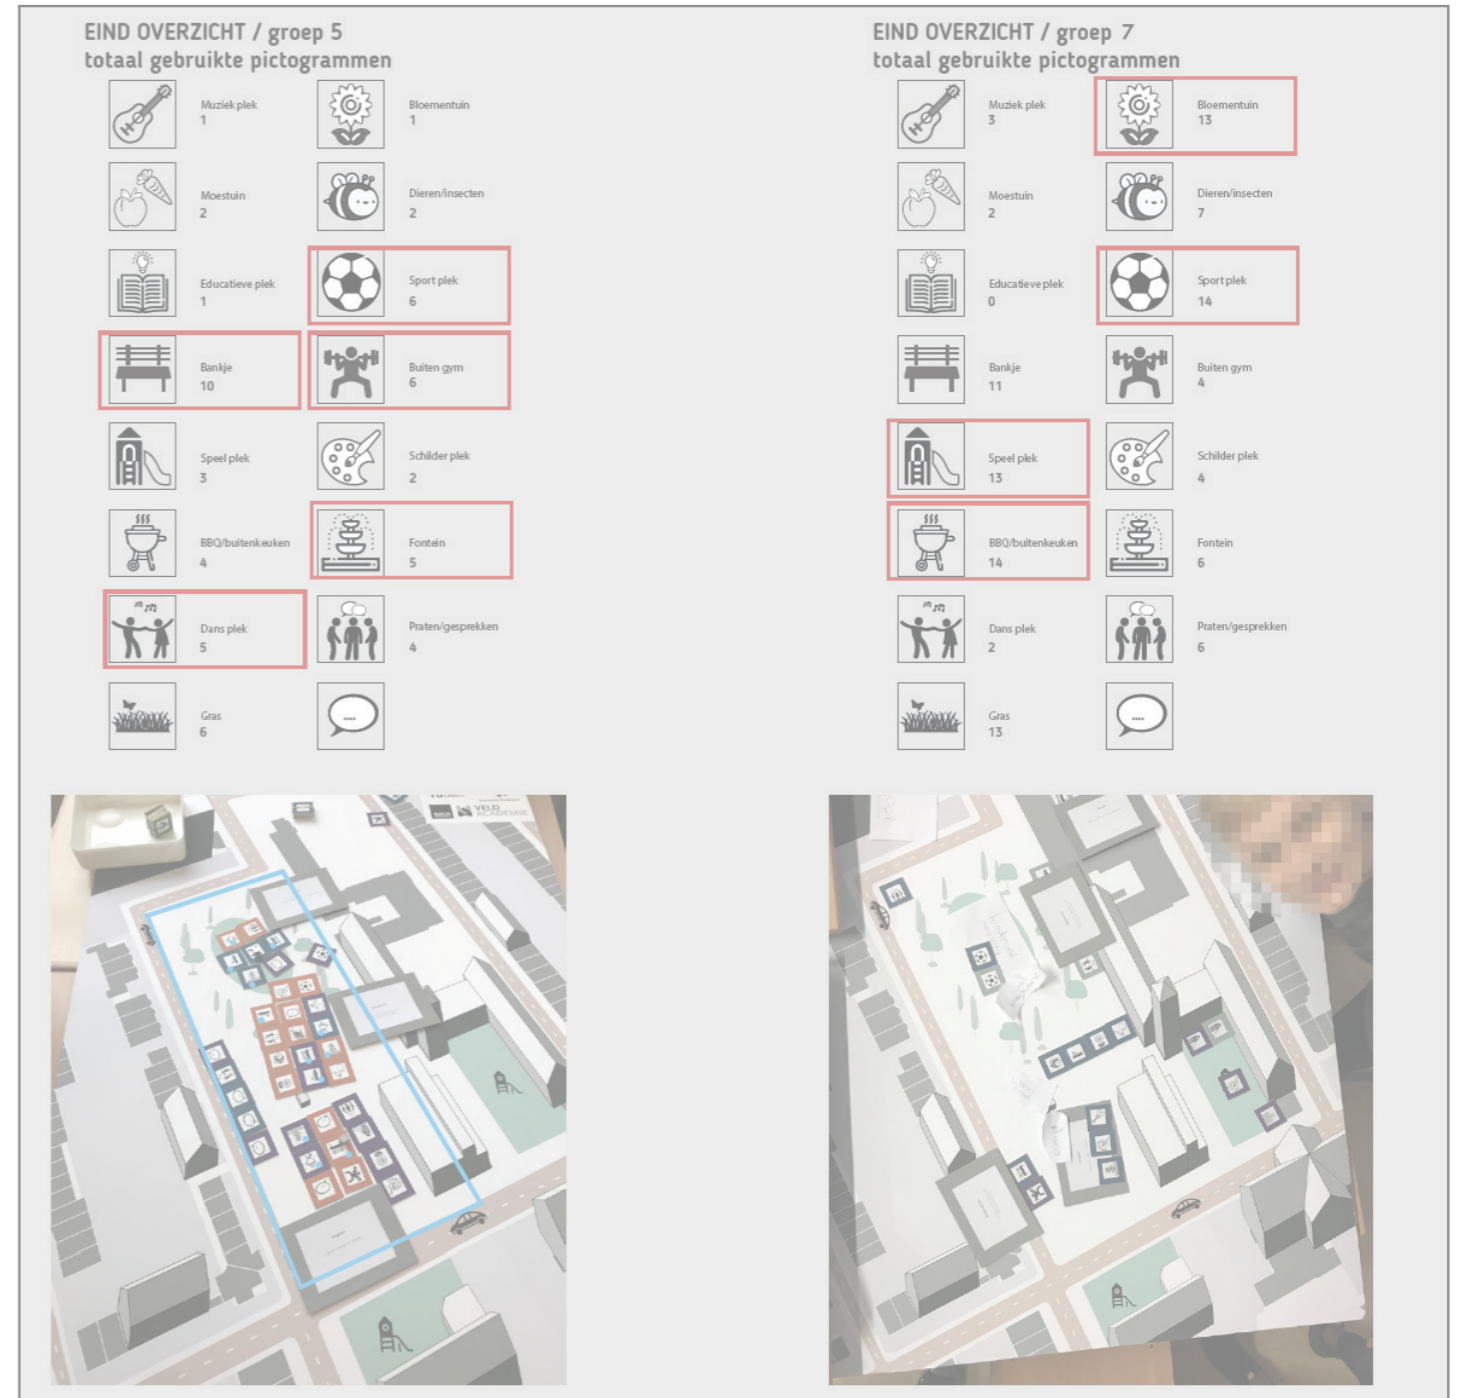 EIND OVERZICHT / groep 5
totaal gebruikte pictogrammen
Muziek plek
1
Bloementuin
1
Moestuin
2
Dieren/insecten
2
Educatieve plek
1
Sport plek
6
Bankje
10
Buiten gym
6
Speel plek
3
Schilder plek
2
BBQ/buitenkeuken
4
Fontein
5
Dans plek
5
Praten/gesprekken
4
Gras
6
....
EIND OVERZICHT / groep 7
totaal gebruikte pictogrammen
Muziek plek
3
Bloementuin
13
Moestuin
2
Dieren/insecten
7
Educatieve plek
0
Sport plek
14
Bankje
11
Buiten gym
4
Speel plek
13
Schilder plek
4
BBQ/buitenkeuken
14
Fontein
6
Dans plek
2
Praten/gesprekken
6
Gras
13
....
VELD
ACADEMIE